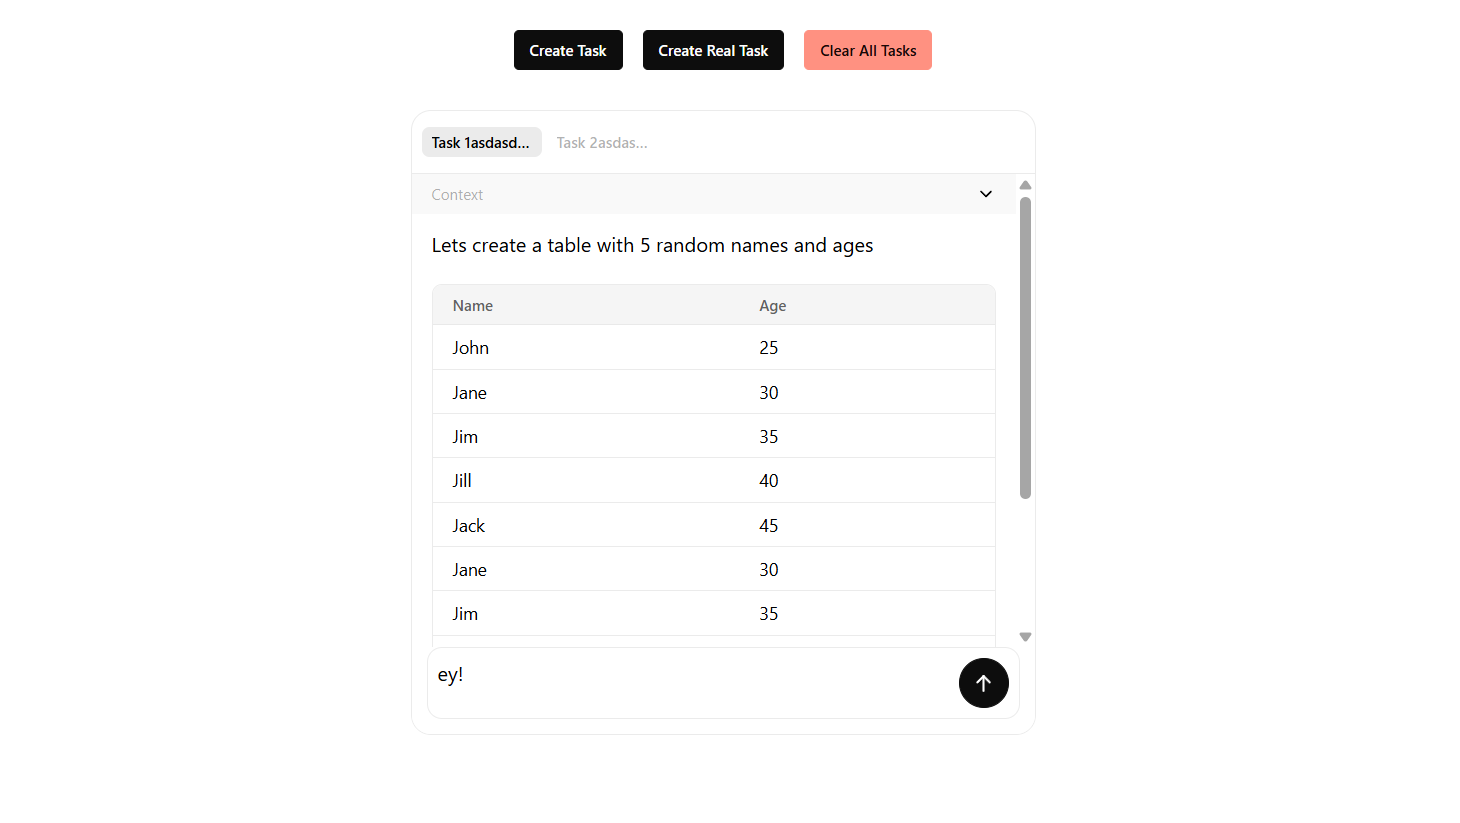 Create Task Create Real Task Clear All Tasks
Task 1asdasd... Task 2asdas...
Context
Lets create a table with 5 random names and ages
Name Age
John 25
Jane 30
Jim 35
Jill 40
Jack 45
Jane 30
Jim 35
ey!